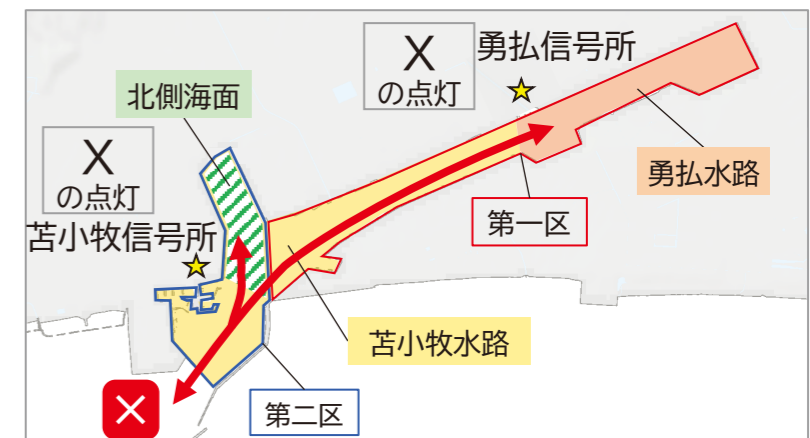 X
の点灯
勇払信号所
北側海面
X
の点灯
苫小牧信号所
勇払水路
第一区
苫小牧水路
第二区